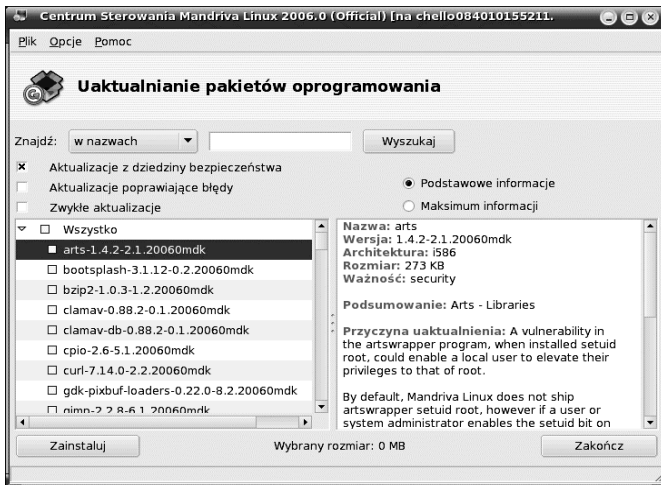 Centrum Sterowania Mandriva Linux 2006.0 (Official) [na chello084010155211.
Plik Opcje Pomoc
Uaktualnianie pakietów oprogramowania
Znajdź: w nazwach Wyszukaj
Aktualizacje z dziedziny bezpieczeństwa
Aktualizacje poprawiające błędy
Zwykłe aktualizacje
Podstawowe informacje
Maksimum informacji
Wszystko
arts-1.4.2-2.1.20060mdk
bootsplash-3.1.12-0.2.20060mdk
bzip2-1.0.3-1.2.20060mdk
clamav-0.88.2-0.1.20060mdk
clamav-db-0.88.2-0.1.20060mdk
cpio-2.6-5.1.20060mdk
curl-7.14.0-2.2.20060mdk
gdk-pixbuf-loaders-0.22.0-8.2.20060mdk
gimp-2.2.8-6.1.20060mdk
Nazwa: arts
Wersja: 1.4.2-2.1.20060mdk
Architektura: i586
Rozmiar: 273 KB
Ważność: security
Podsumowanie: Arts - Libraries
Przyczyna uaktualnienia: A vulnerability in
the artswrapper program, when installed setuid
root, could enable a local user to elevate their
privileges to that of root.
By default, Mandriva Linux does not ship
artswrapper setuid root, however if a user or
system administrator enables the setuid bit on
Zainstaluj Wybrany rozmiar: 0 MB Zakończ